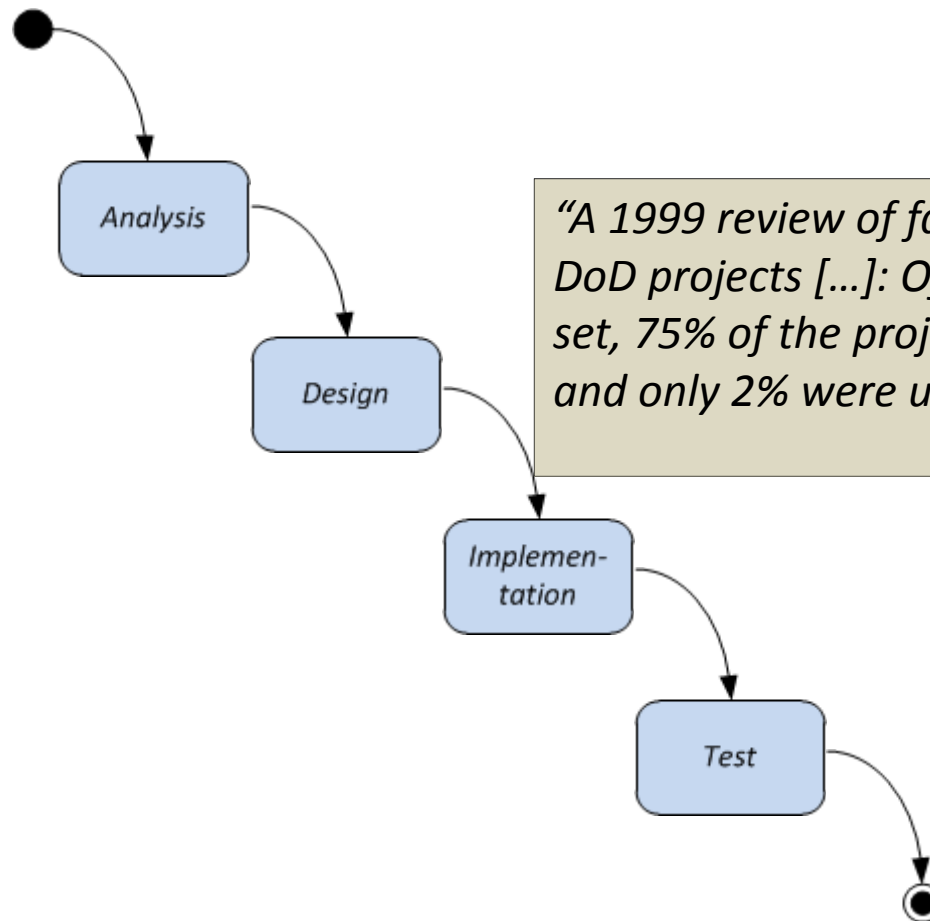 Analysis
“A 1999 review of fa
DoD projects [...]: O
set, 75% of the proj
and only 2% were u
Design
Implemen-
tation
Test